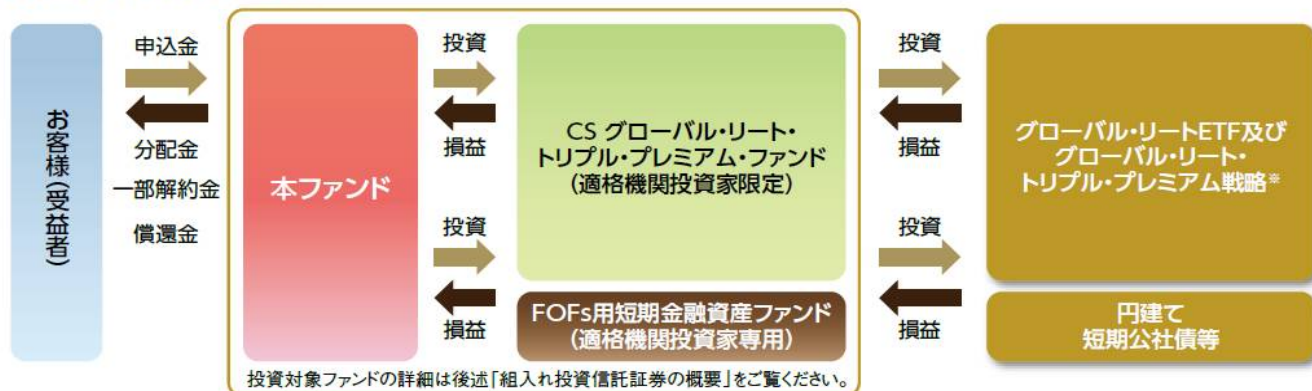 お客様(受益者)
申込金
分配金
一部解約金
償還金
本ファンド
投資
損益
投資
損益
CS グローバル・リート・
トリプル・プレミアム・ファンド
(適格機関投資家限定)
FOFs用短期金融資産ファンド
(適格機関投資家専用)
投資
損益
投資
損益
グローバル・リートETF及び
グローバル・リート・
トリプル・プレミアム戦略※
円建て
短期公社債等
投資対象ファンドの詳細は後述「組入れ投資信託証券の概要」をご覧ください。